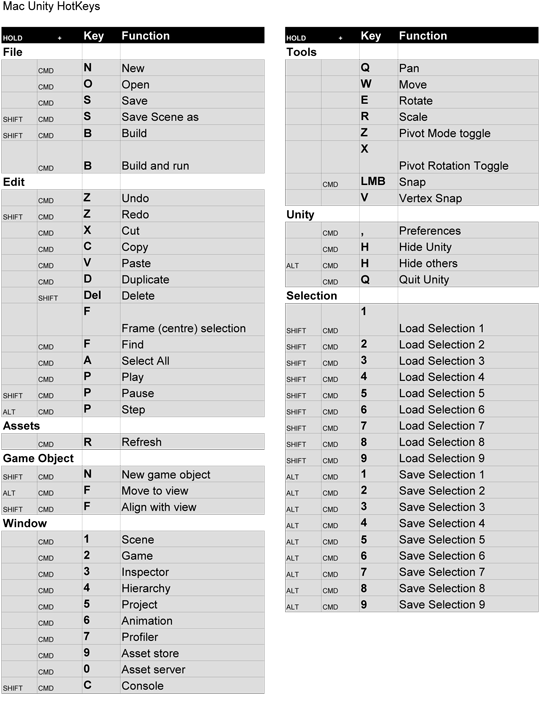 Mac Unity HotKeys
HOLD + Key Function
File
CMD N New
CMD O Open
CMD S Save
SHIFT CMD S Save Scene as
SHIFT CMD B Build
CMD B Build and run
Edit
CMD Z Undo
SHIFT CMD Z Redo
CMD X Cut
CMD C Copy
CMD V Paste
CMD D Duplicate
SHIFT Del Delete
F Frame (centre) selection
CMD F Find
CMD A Select All
CMD P Play
SHIFT CMD P Pause
ALT CMD P Step
Assets
CMD R Refresh
Game Object
SHIFT CMD N New game object
ALT CMD F Move to view
SHIFT CMD F Align with view
Window
CMD 1 Scene
CMD 2 Game
CMD 3 Inspector
CMD 4 Hierarchy
CMD 5 Project
CMD 6 Animation
CMD 7 Profiler
CMD 9 Asset store
CMD 0 Asset server
SHIFT CMD C Console
HOLD + Key Function
Tools
Q Pan
W Move
E Rotate
R Scale
Z Pivot Mode toggle
X Pivot Rotation Toggle
CMD LMB Snap
V Vertex Snap
Unity
CMD , Preferences
CMD H Hide Unity
ALT CMD H Hide others
CMD Q Quit Unity
Selection
SHIFT CMD 1 Load Selection 1
SHIFT CMD 2 Load Selection 2
SHIFT CMD 3 Load Selection 3
SHIFT CMD 4 Load Selection 4
SHIFT CMD 5 Load Selection 5
SHIFT CMD 6 Load Selection 6
SHIFT CMD 7 Load Selection 7
SHIFT CMD 8 Load Selection 8
SHIFT CMD 9 Load Selection 9
ALT CMD 1 Save Selection 1
ALT CMD 2 Save Selection 2
ALT CMD 3 Save Selection 3
ALT CMD 4 Save Selection 4
ALT CMD 5 Save Selection 5
ALT CMD 6 Save Selection 6
ALT CMD 7 Save Selection 7
ALT CMD 8 Save Selection 8
ALT CMD 9 Save Selection 9